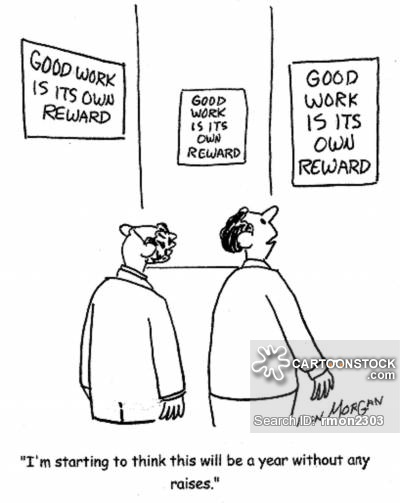 GOOD WORK
IS ITS OWN
REWARD
GOOD
WORK
IS ITS
OWN
REWARD
GOOD
WORK
IS ITS
OWN
REWARD
CARTOONSTOCK
.com
MORGAN
Search ID: rmon2303
"I'm starting to think this will be a year without any
raises."